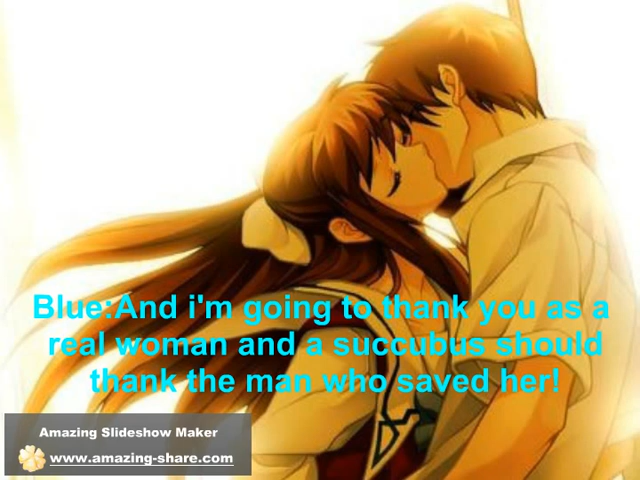 Blue:And i'm going to thank you as a
real woman and a succubus should
thank the man who saved her!
Amazing Slideshow Maker
www.amazing-share.com